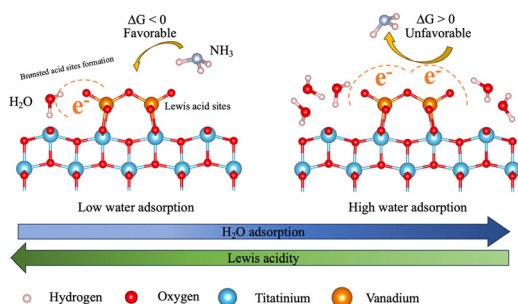 ΔG < 0
Favorable
NH3
Brønsted acid sites formation
H2O
e-
Lewis acid sites
Low water adsorption
ΔG > 0
Unfavorable
e-
e-
High water adsorption
H2O adsorption
Lewis acidity
Hydrogen
Oxygen
Titatinium
Vanadium